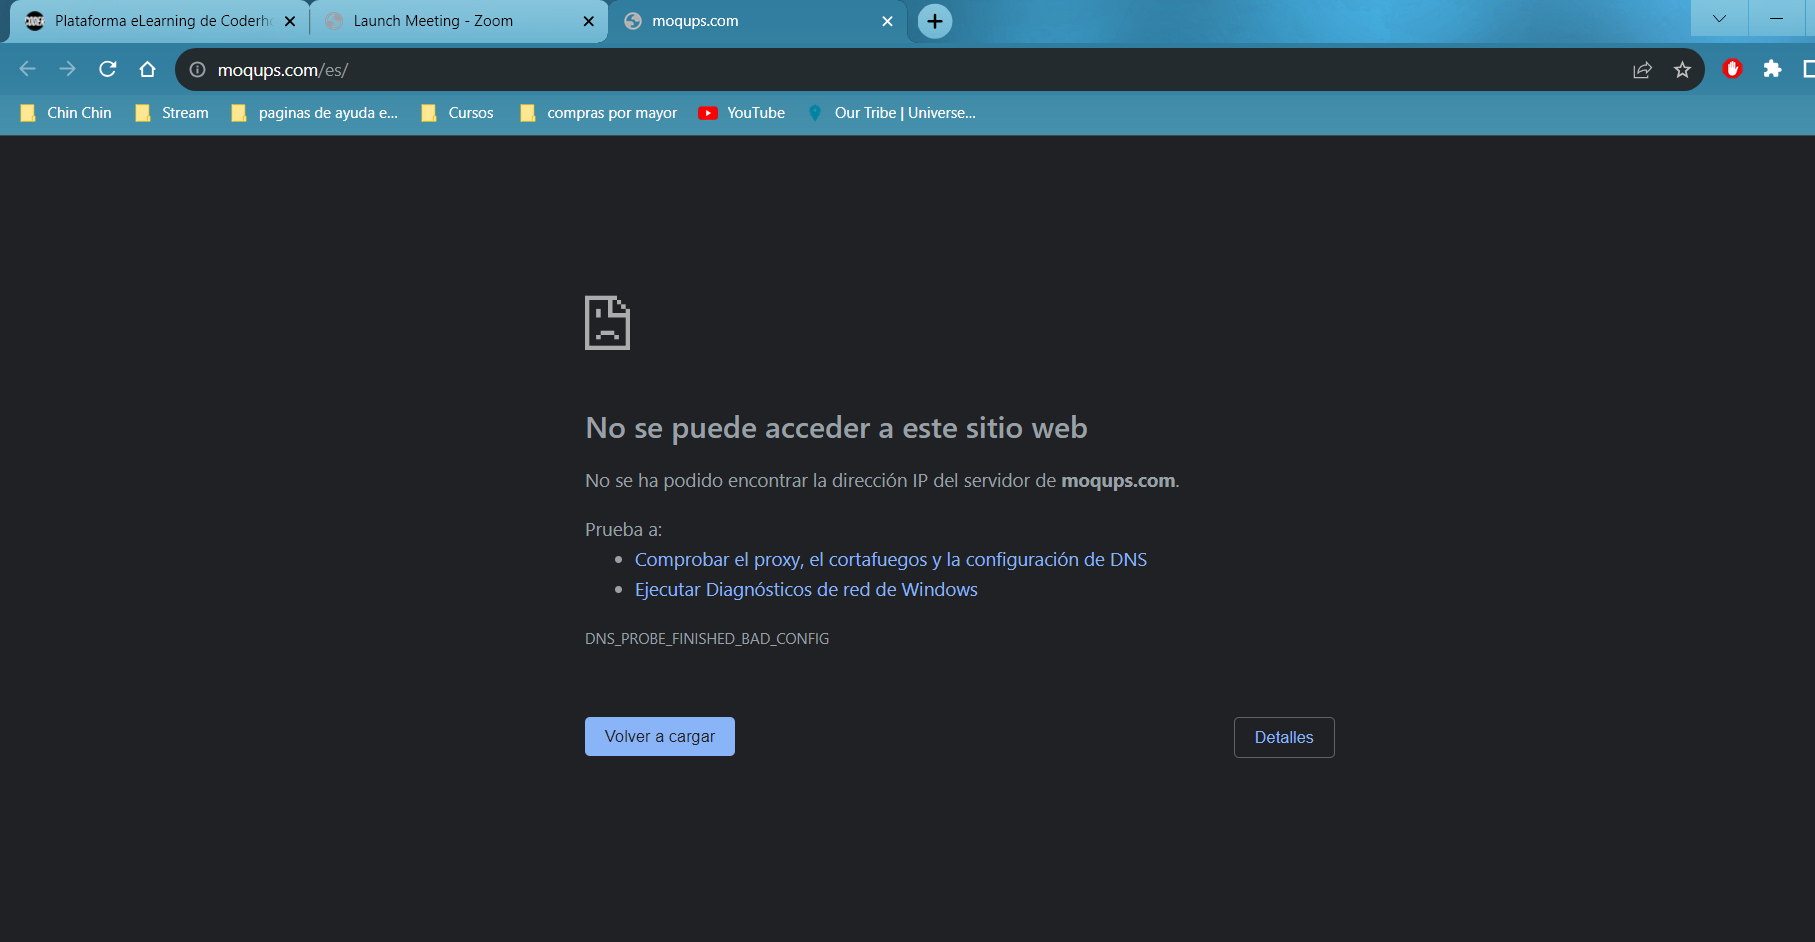 CODER Plataforma eLearning de Coderho
Launch Meeting - Zoom
moqups.com
moqups.com/es/
Chin Chin
Stream
paginas de ayuda e...
Cursos
compras por mayor
YouTube
Our Tribe | Universe...
No se puede acceder a este sitio web
No se ha podido encontrar la dirección IP del servidor de moqups.com.
Prueba a:
• Comprobar el proxy, el cortafuegos y la configuración de DNS
• Ejecutar Diagnósticos de red de Windows
DNS_PROBE_FINISHED_BAD_CONFIG
Volver a cargar
Detalles